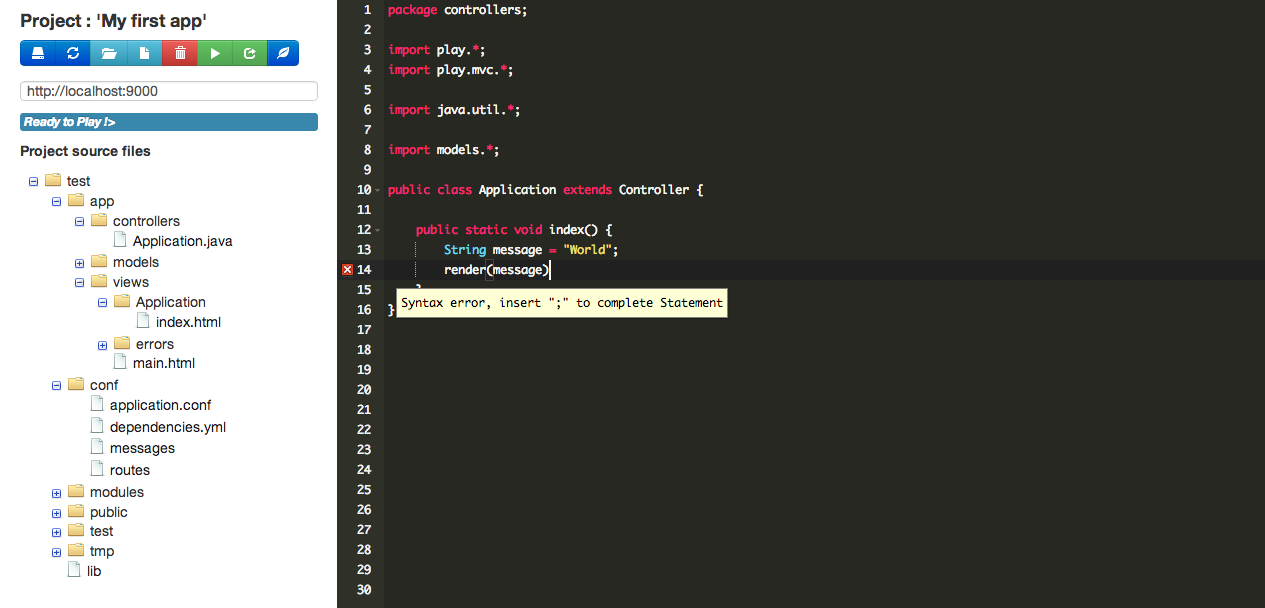 Project : 'My first app'
http://localhost:9000
Ready to Play !>
Project source files
test
app
controllers
Application.java
models
views
Application
index.html
errors
main.html
conf
application.conf
dependencies.yml
messages
routes
modules
public
test
tmp
lib
1 package controllers;
2
3 import play.*;
4 import play.mvc.*;
5
6 import java.util.*;
7
8 import models.*;
9
10 public class Application extends Controller {
11
12 public static void index() {
13 String message = "World";
14 render(message)
15
Syntax error, insert ";" to complete Statement
16 }
17
18
19
20
21
22
23
24
25
26
27
28
29
30